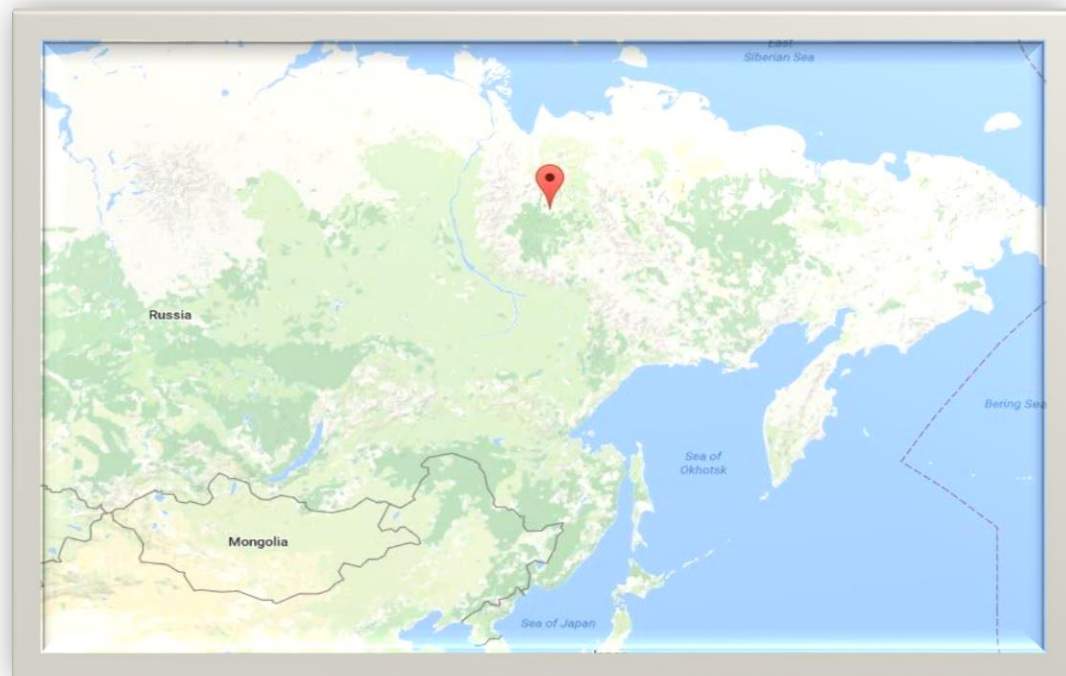 East
Siberian Sea
Russia
Bering Sea
Sea of
Okhotsk
Mongolia
Sea of Japan